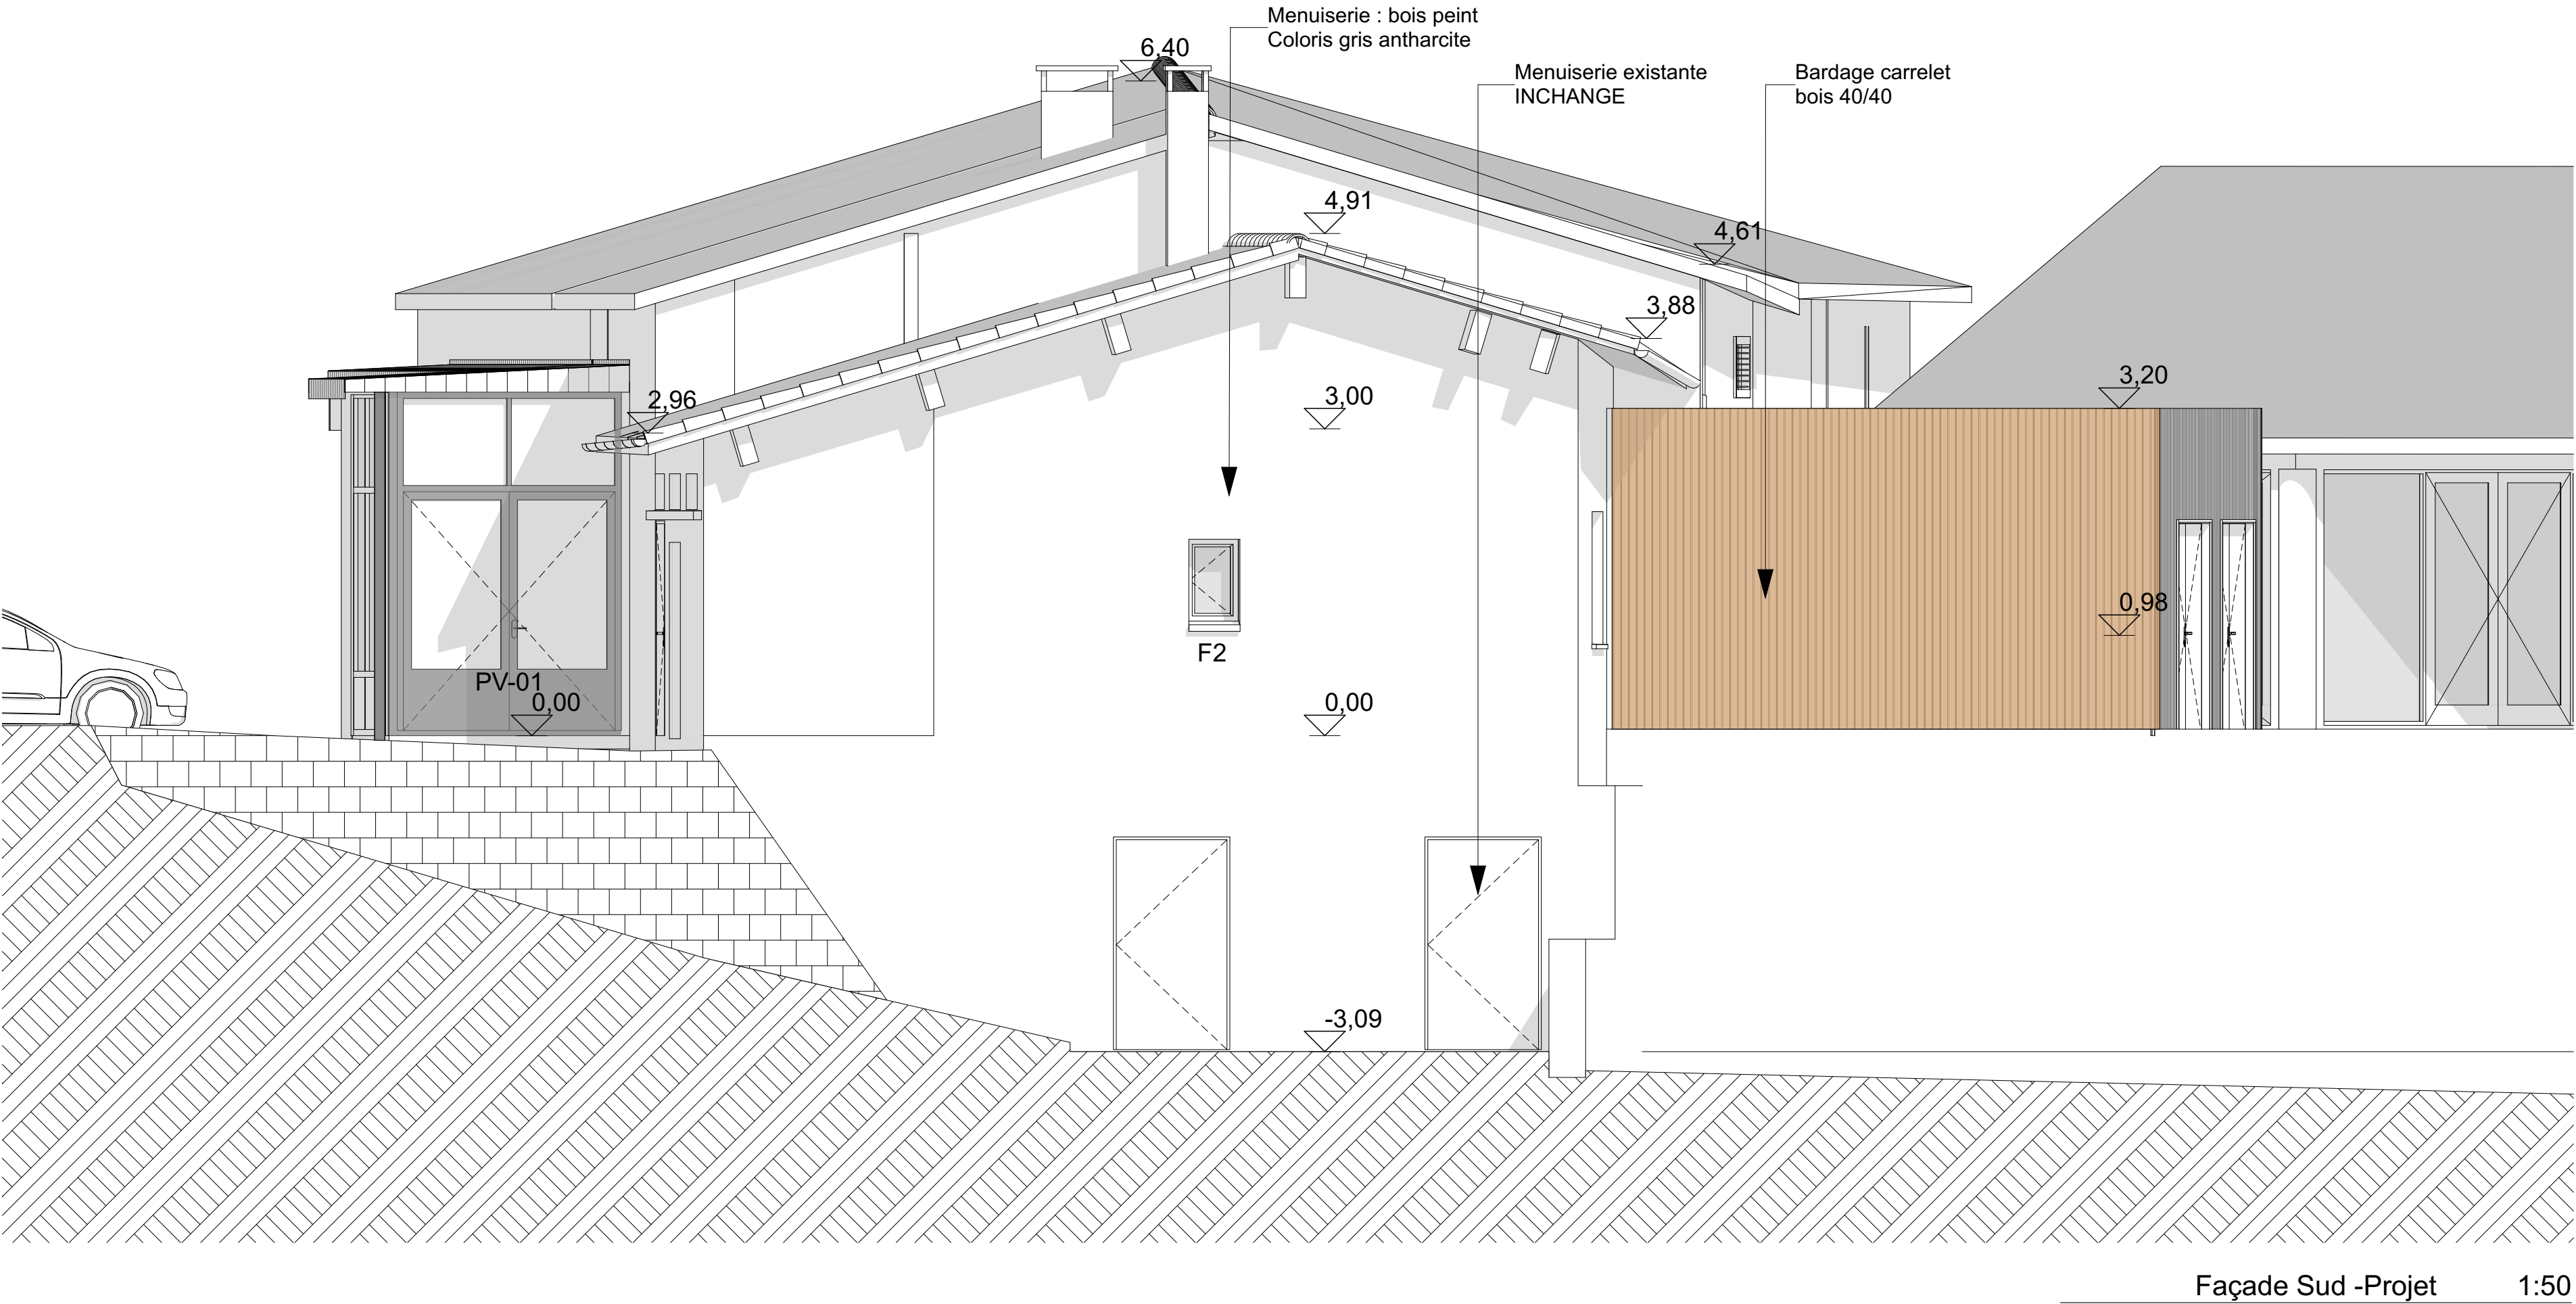 Menuiserie : bois peint
Coloris gris antharcite
6,40
Menuiserie existante
INCHANGE
Bardage carrelet
bois 40/40
4,91
4,61
3,88
3,20
2,96
3,00
0,98
F2
PV-01
0,00
0,00
-3,09
Façade Sud -Projet 1:50